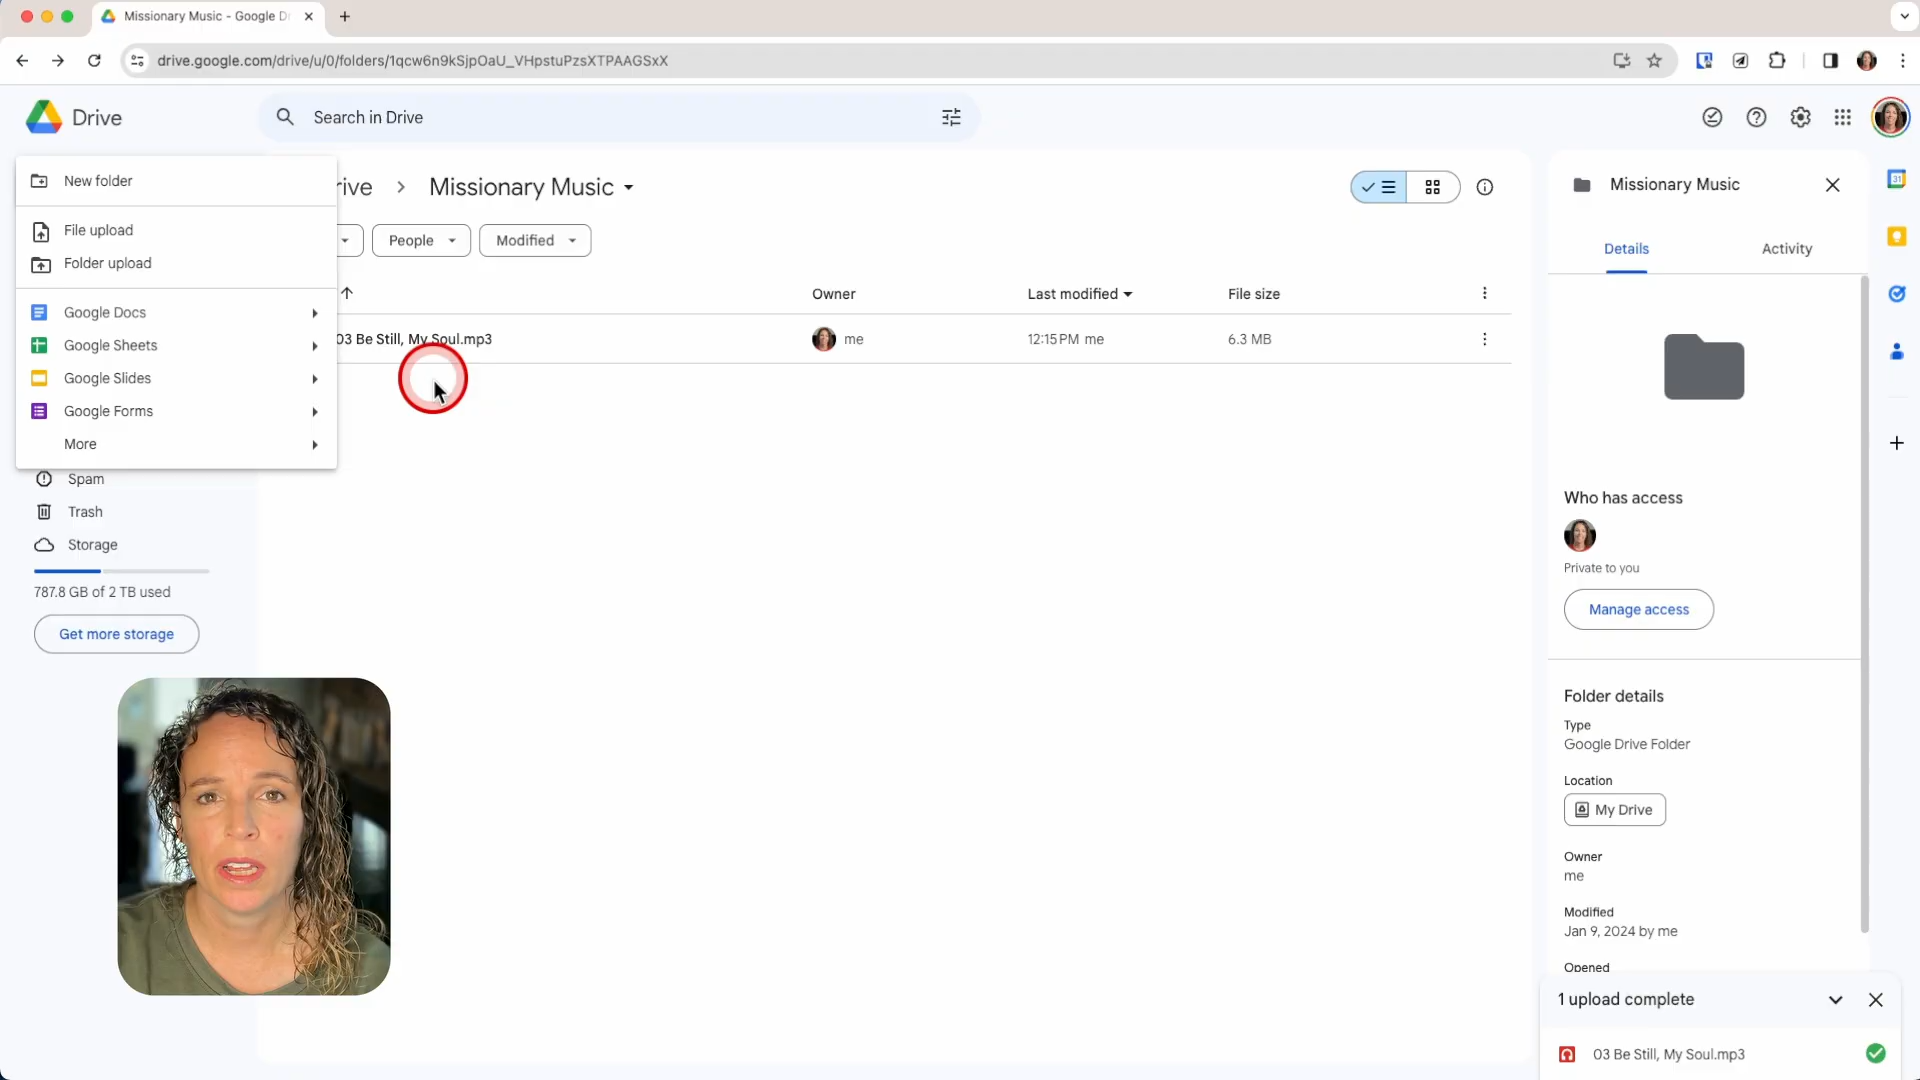 Missionary Music - Google D
drive.google.com/drive/u/0/folders/1qcw6n9kSjpOaU_VHpstuPzsXTPAAGSxX
Drive
Search in Drive
New folder
File upload
Folder upload
Google Docs
Google Sheets
Google Slides
Google Forms
More
Spam
Trash
Storage
787.8 GB of 2 TB used
Get more storage
rive
Missionary Music
People
Modified
Owner
Last modified
File size
03 Be Still, My Soul.mp3
me
12:15 PM me
6.3 MB
Missionary Music
Details
Activity
31
Who has access
Private to you
Manage access
Folder details
Type
Google Drive Folder
Location
My Drive
Owner
me
Modified
Jan 9, 2024 by me
Opened
1 upload complete
03 Be Still, My Soul.mp3